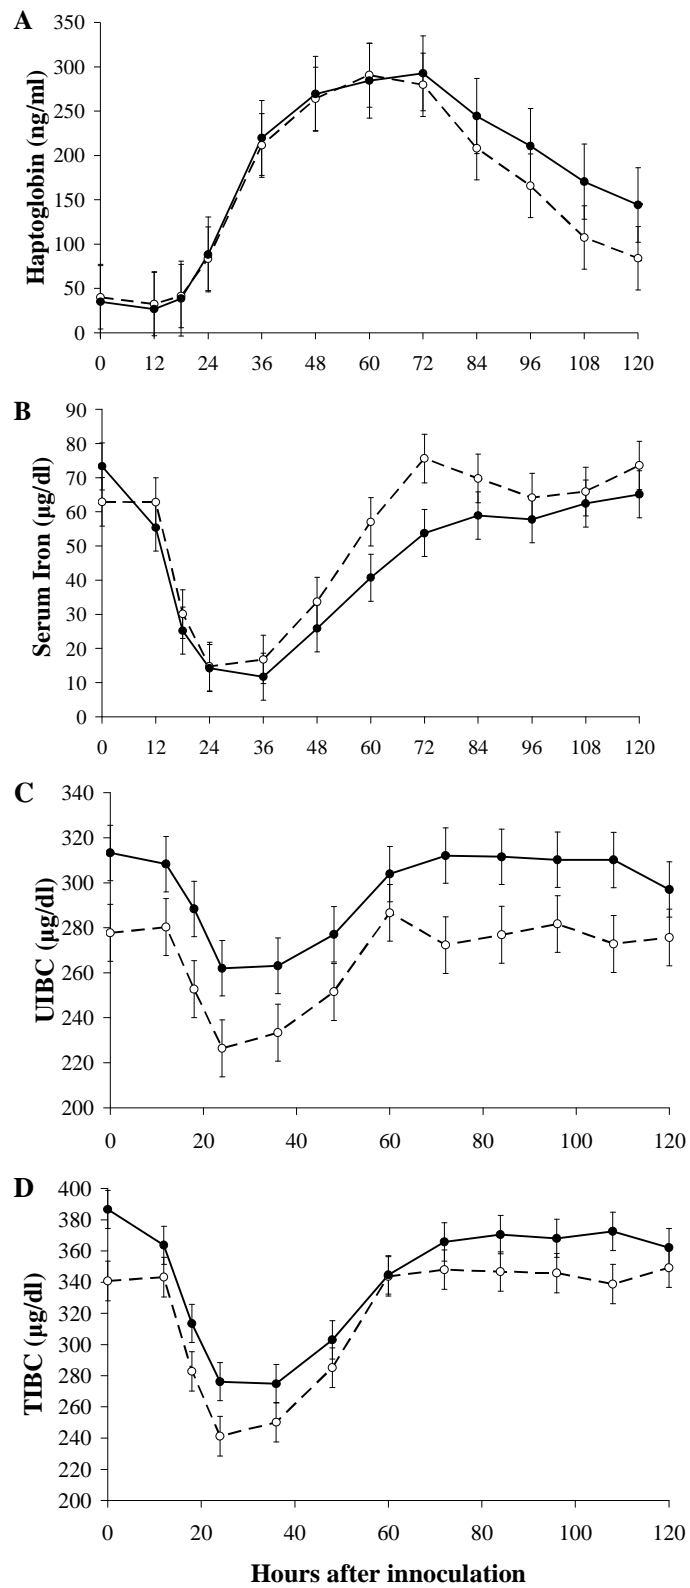 A
350
300
250
200
150
100
50
0
Haptoglobin (ng/ml)
0 12 24 36 48 60 72 84 96 108 120
B
90
80
70
60
50
40
30
20
10
0
Serum Iron (µg/dl)
0 12 24 36 48 60 72 84 96 108 120
C
340
320
300
280
260
240
220
200
UIBC (µg/dl)
0 20 40 60 80 100 120
D
400
380
360
340
320
300
280
260
240
220
200
TIBC (µg/dl)
0 20 40 60 80 100 120
Hours after innoculation